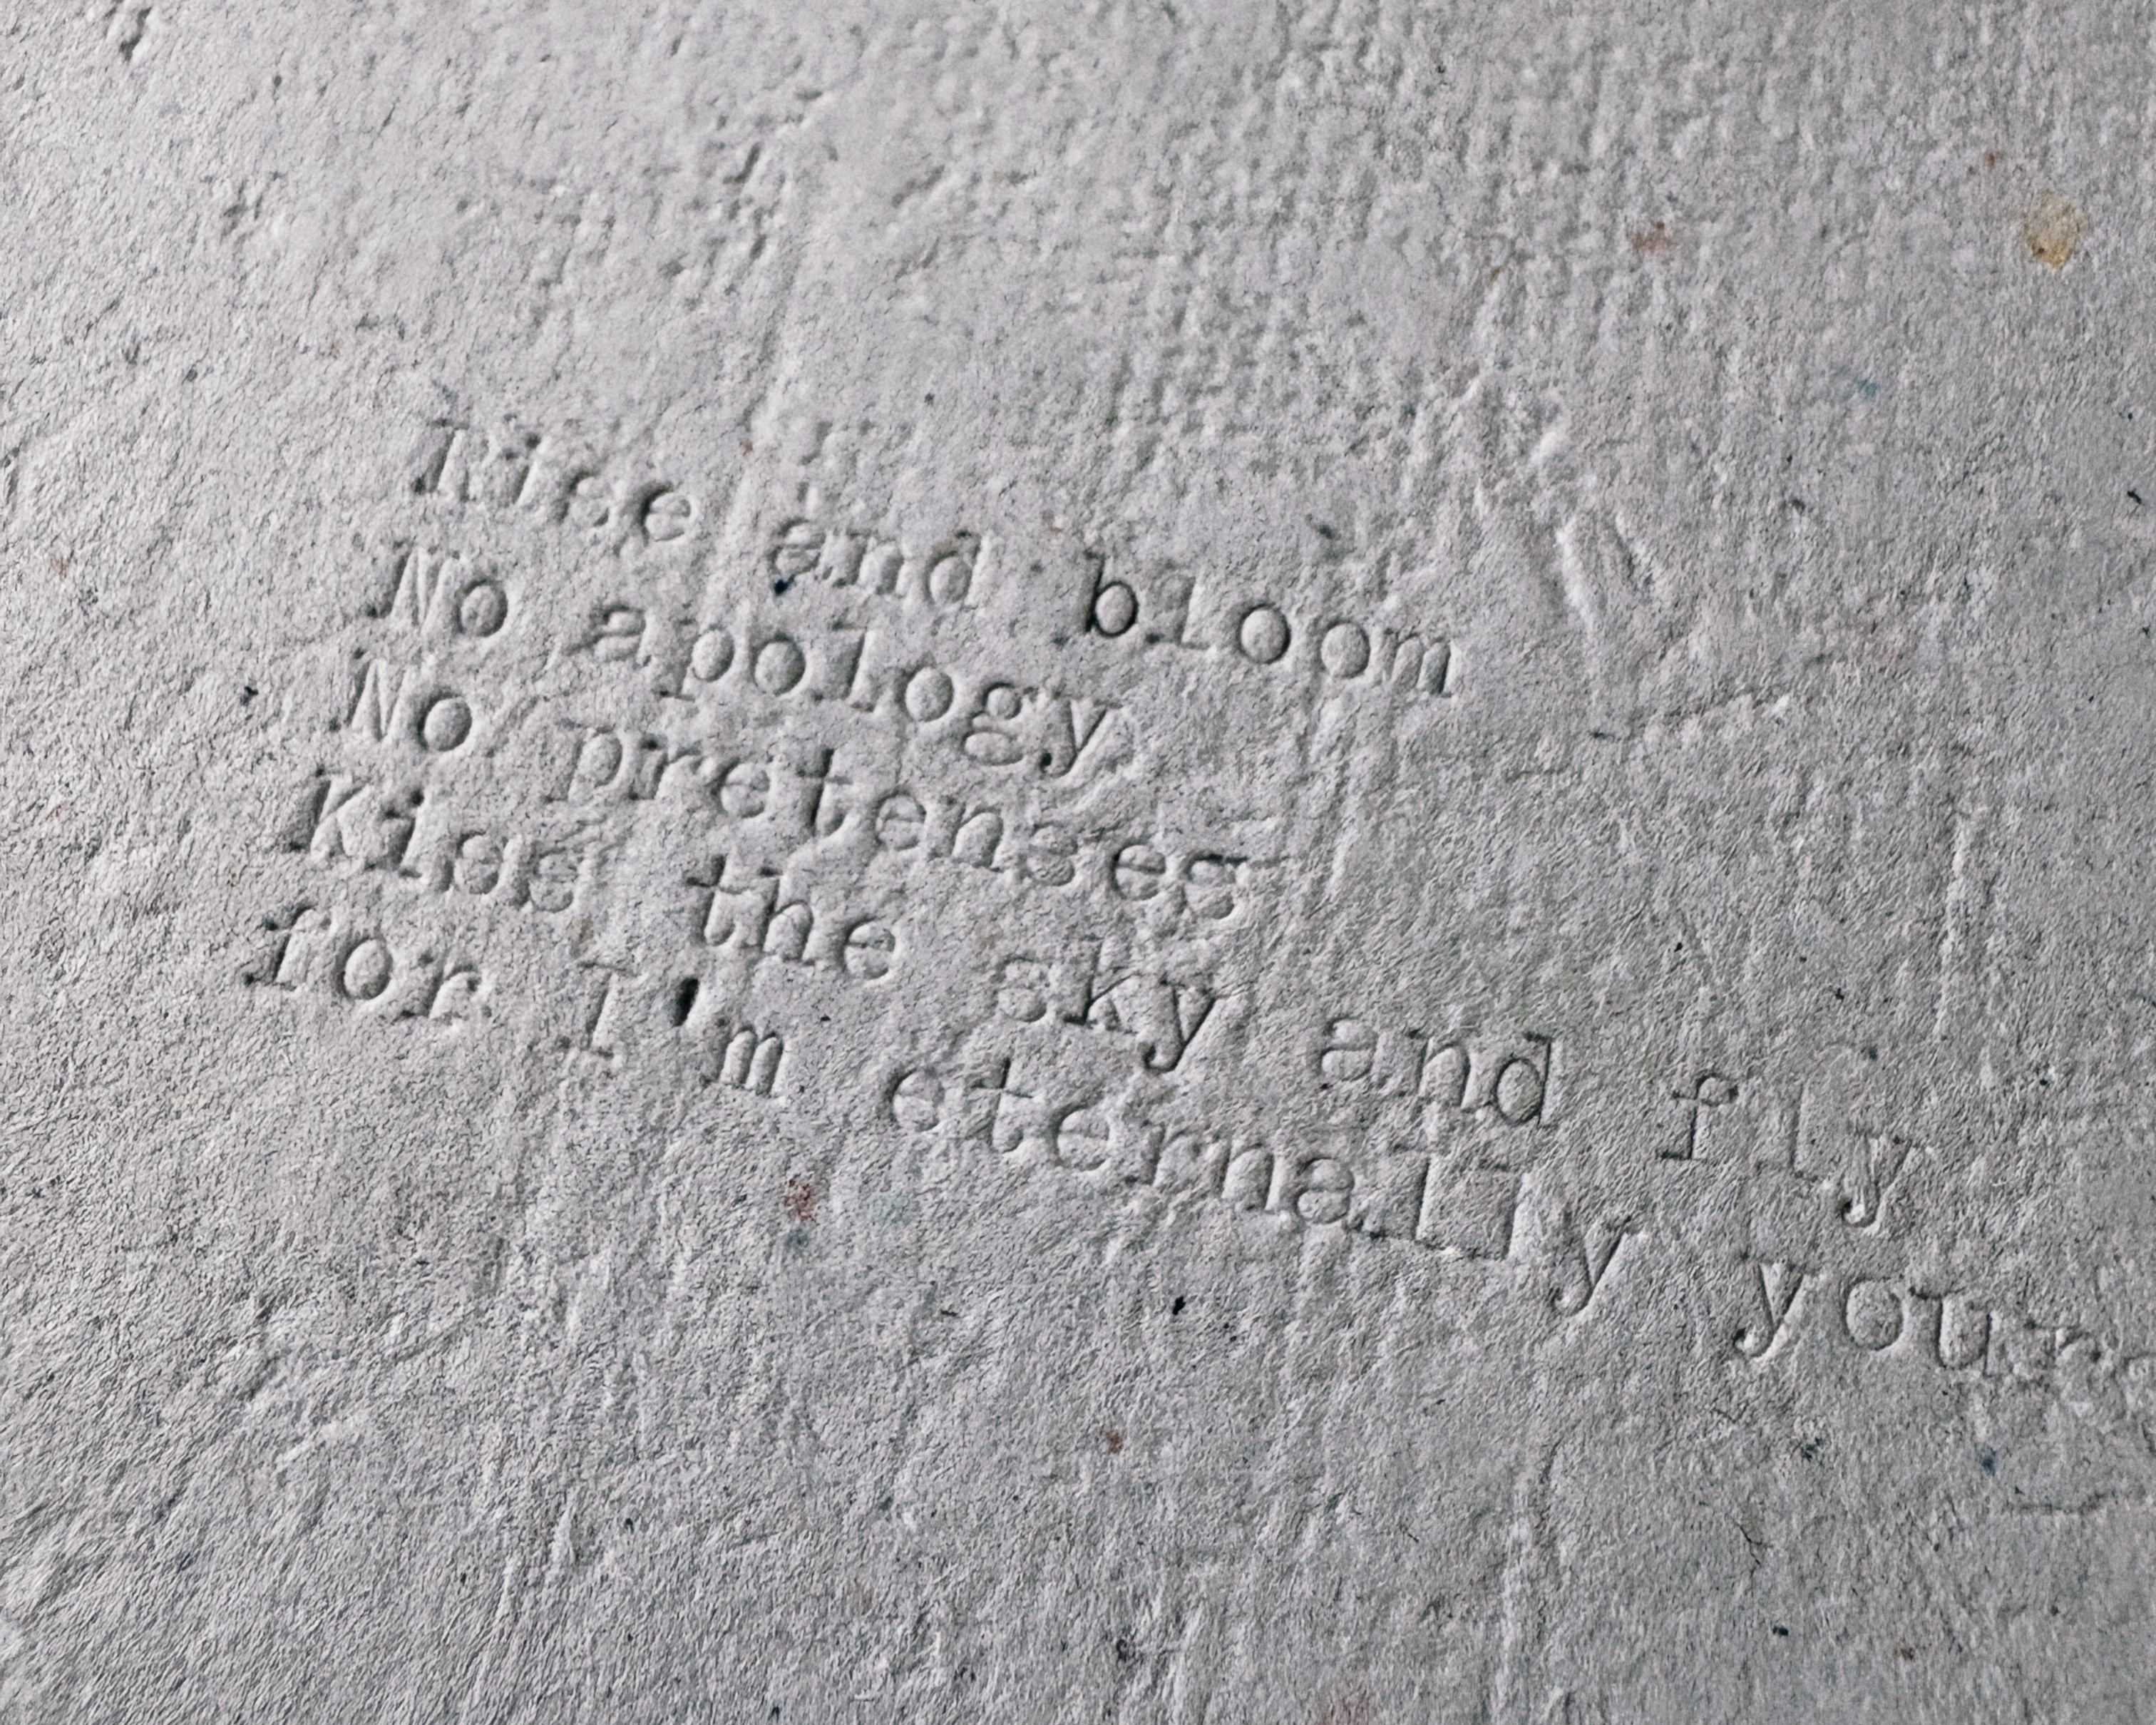 Rise and bloom
No apology
No pretenses
Kiss the sky and fly
for I'm eternally yours